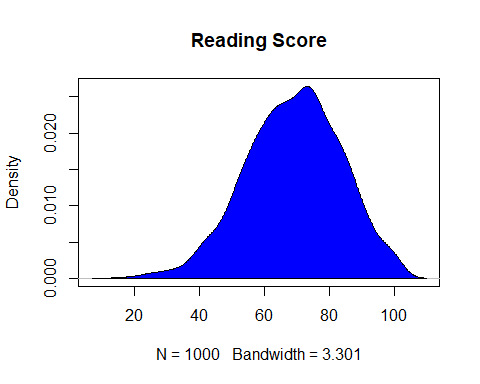 Reading Score
Density
0.020
0.010
0.000
20 40 60 80 100
N = 1000 Bandwidth = 3.301